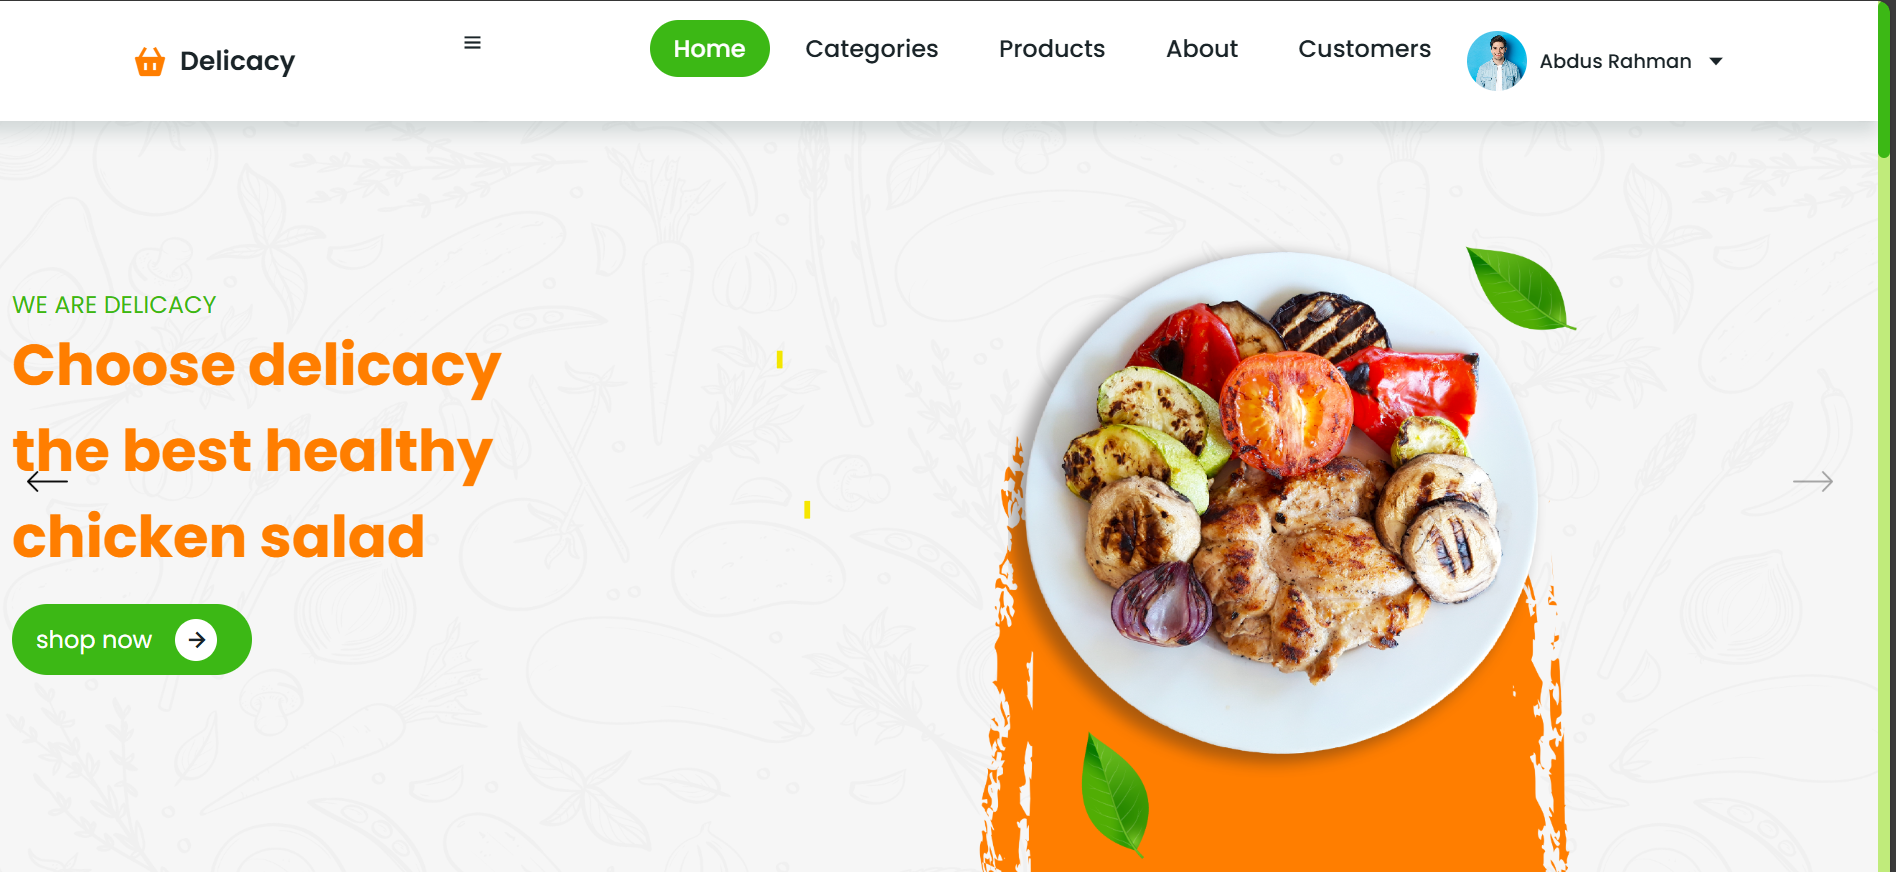 Delicacy
Home
Categories
Products
About
Customers
Abdus Rahman
WE ARE DELICACY
Choose delicacy
the best healthy
chicken salad
shop now